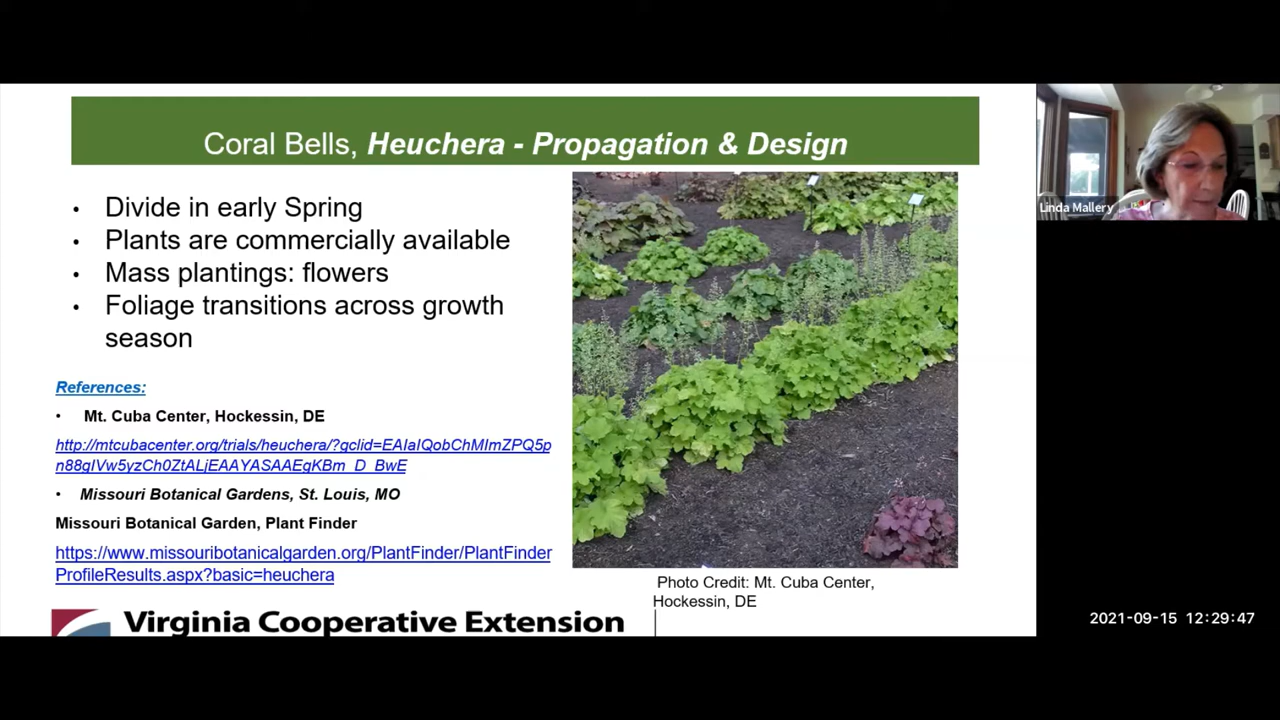 Coral Bells, Heuchera - Propagation & Design
• Divide in early Spring
• Plants are commercially available
• Mass plantings: flowers
• Foliage transitions across growth
season
References:
• Mt. Cuba Center, Hockessin, DE
http://mtcubacenter.org/trials/heuchera/?gclid=EAIaIQobChMImZPQ5p
n88gIVw5yzCh0ZtALjEAAYASAAEgKBm_D_BwE
• Missouri Botanical Gardens, St. Louis, MO
Missouri Botanical Garden, Plant Finder
https://www.missouribotanicalgarden.org/PlantFinder/PlantFinder
ProfileResults.aspx?basic=heuchera
Photo Credit: Mt. Cuba Center,
Hockessin, DE
Virginia Cooperative Extension
Linda Mallery
2021-09-15 12:29:47